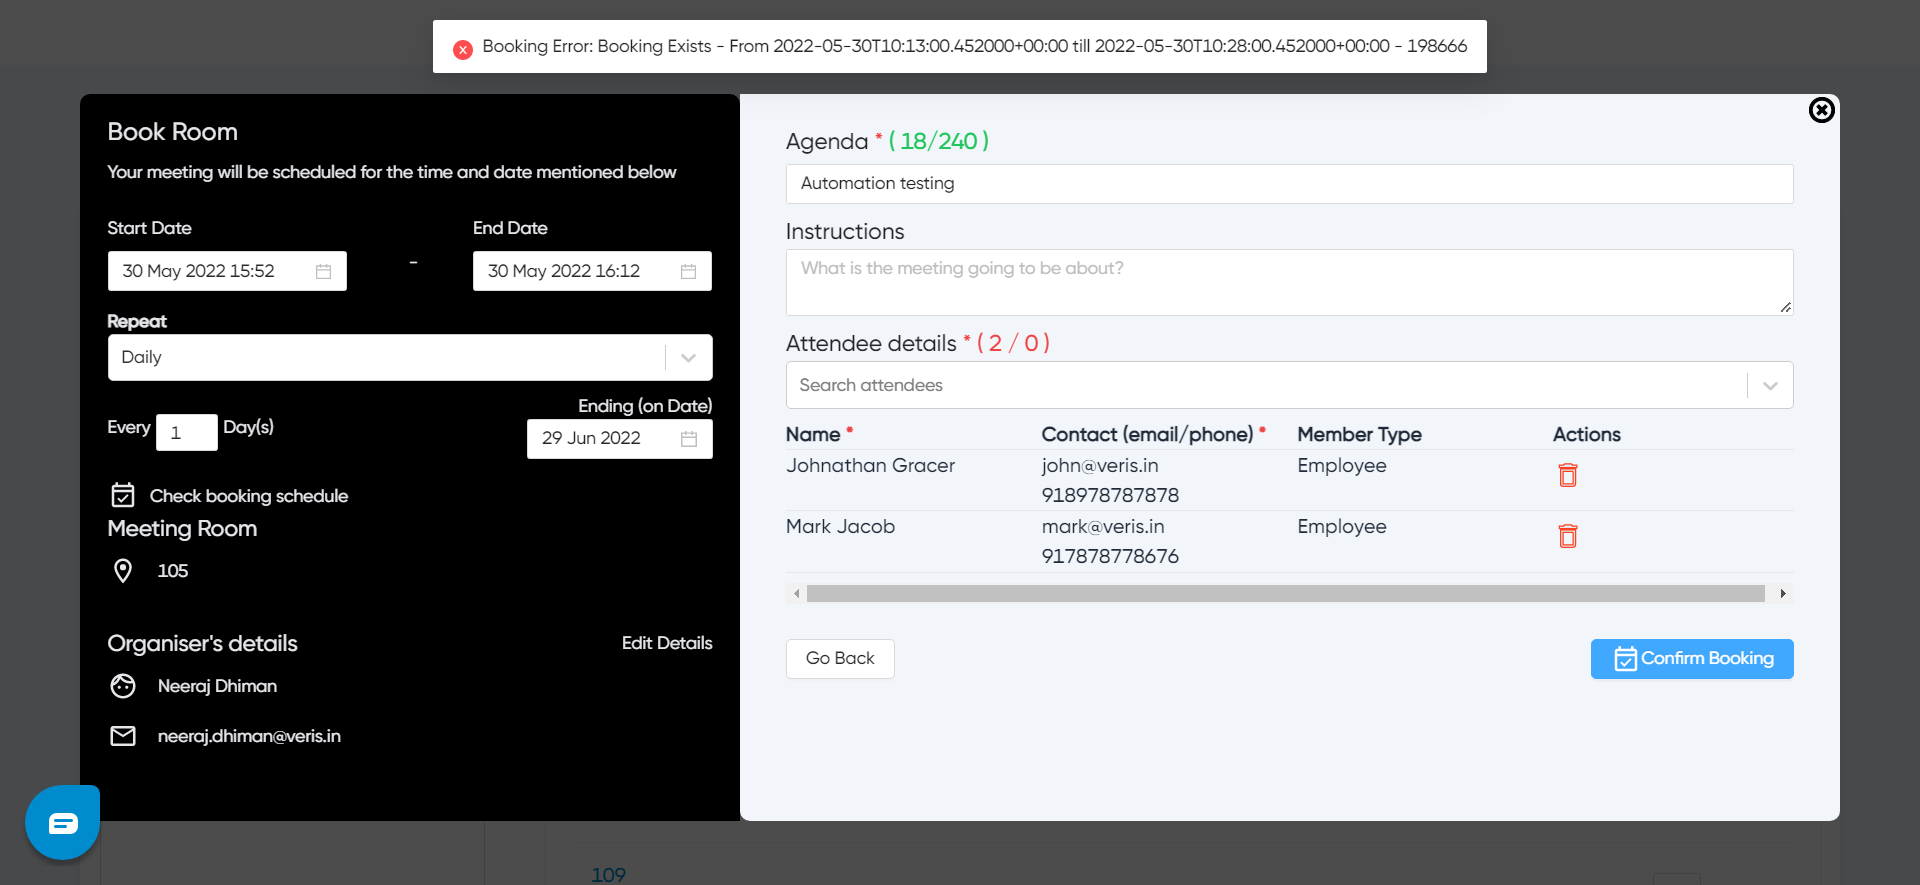 Booking Error: Booking Exists - From 2022-05-30T10:13:00.452000+00:00 till 2022-05-30T10:28:00.452000+00:00 - 198666
Book Room
Your meeting will be scheduled for the time and date mentioned below
Start Date
End Date
30 May 2022 15:52
-
30 May 2022 16:12
Repeat
Daily
Every 1 Day(s)
Ending (on Date)
29 Jun 2022
Check booking schedule
Meeting Room
105
Organiser's details
Edit Details
Neeraj Dhiman
neeraj.dhiman@veris.in
Agenda * ( 18/240 )
Automation testing
Instructions
What is the meeting going to be about?
Attendee details * ( 2 / 0 )
Search attendees
Name * Contact (email/phone) * Member Type Actions
Johnathan Gracer john@veris.in Employee
918978787878
Mark Jacob mark@veris.in Employee
917878778676
Go Back
Confirm Booking
109